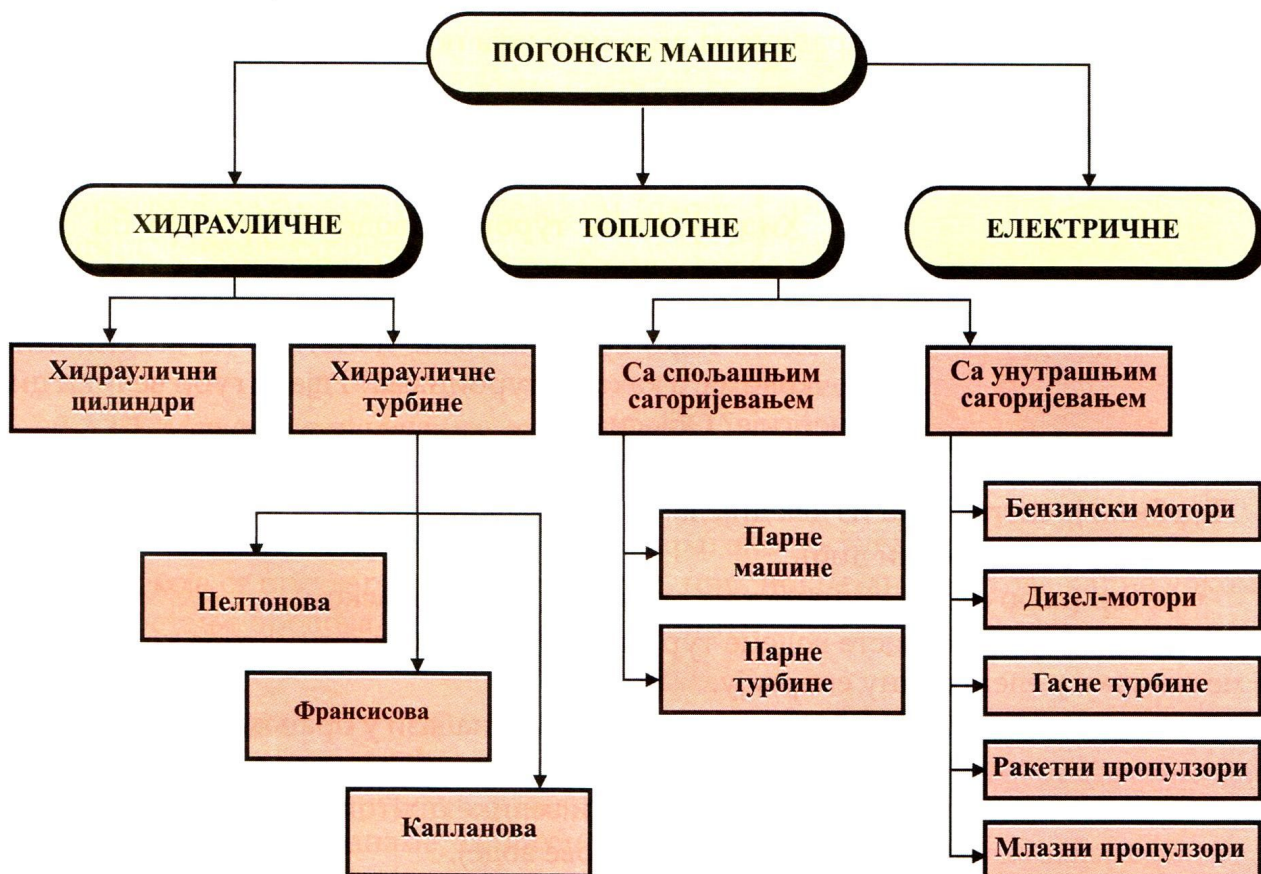 ПОГОНСКЕ МАШИНЕ
ХИДРАУЛИЧНЕ
ТОПЛОТНЕ
ЕЛЕКТРИЧНЕ
Хидраулични
цилиндри
Хидрауличне
турбине
Са спољашњим
сагоријевањем
Са унутрашњим
сагоријевањем
Пелтонова
Франсисова
Капланова
Парне
машине
Парне
турбине
Бензински мотори
Дизел-мотори
Гасне турбине
Ракетни пропулзори
Млазни пропулзори